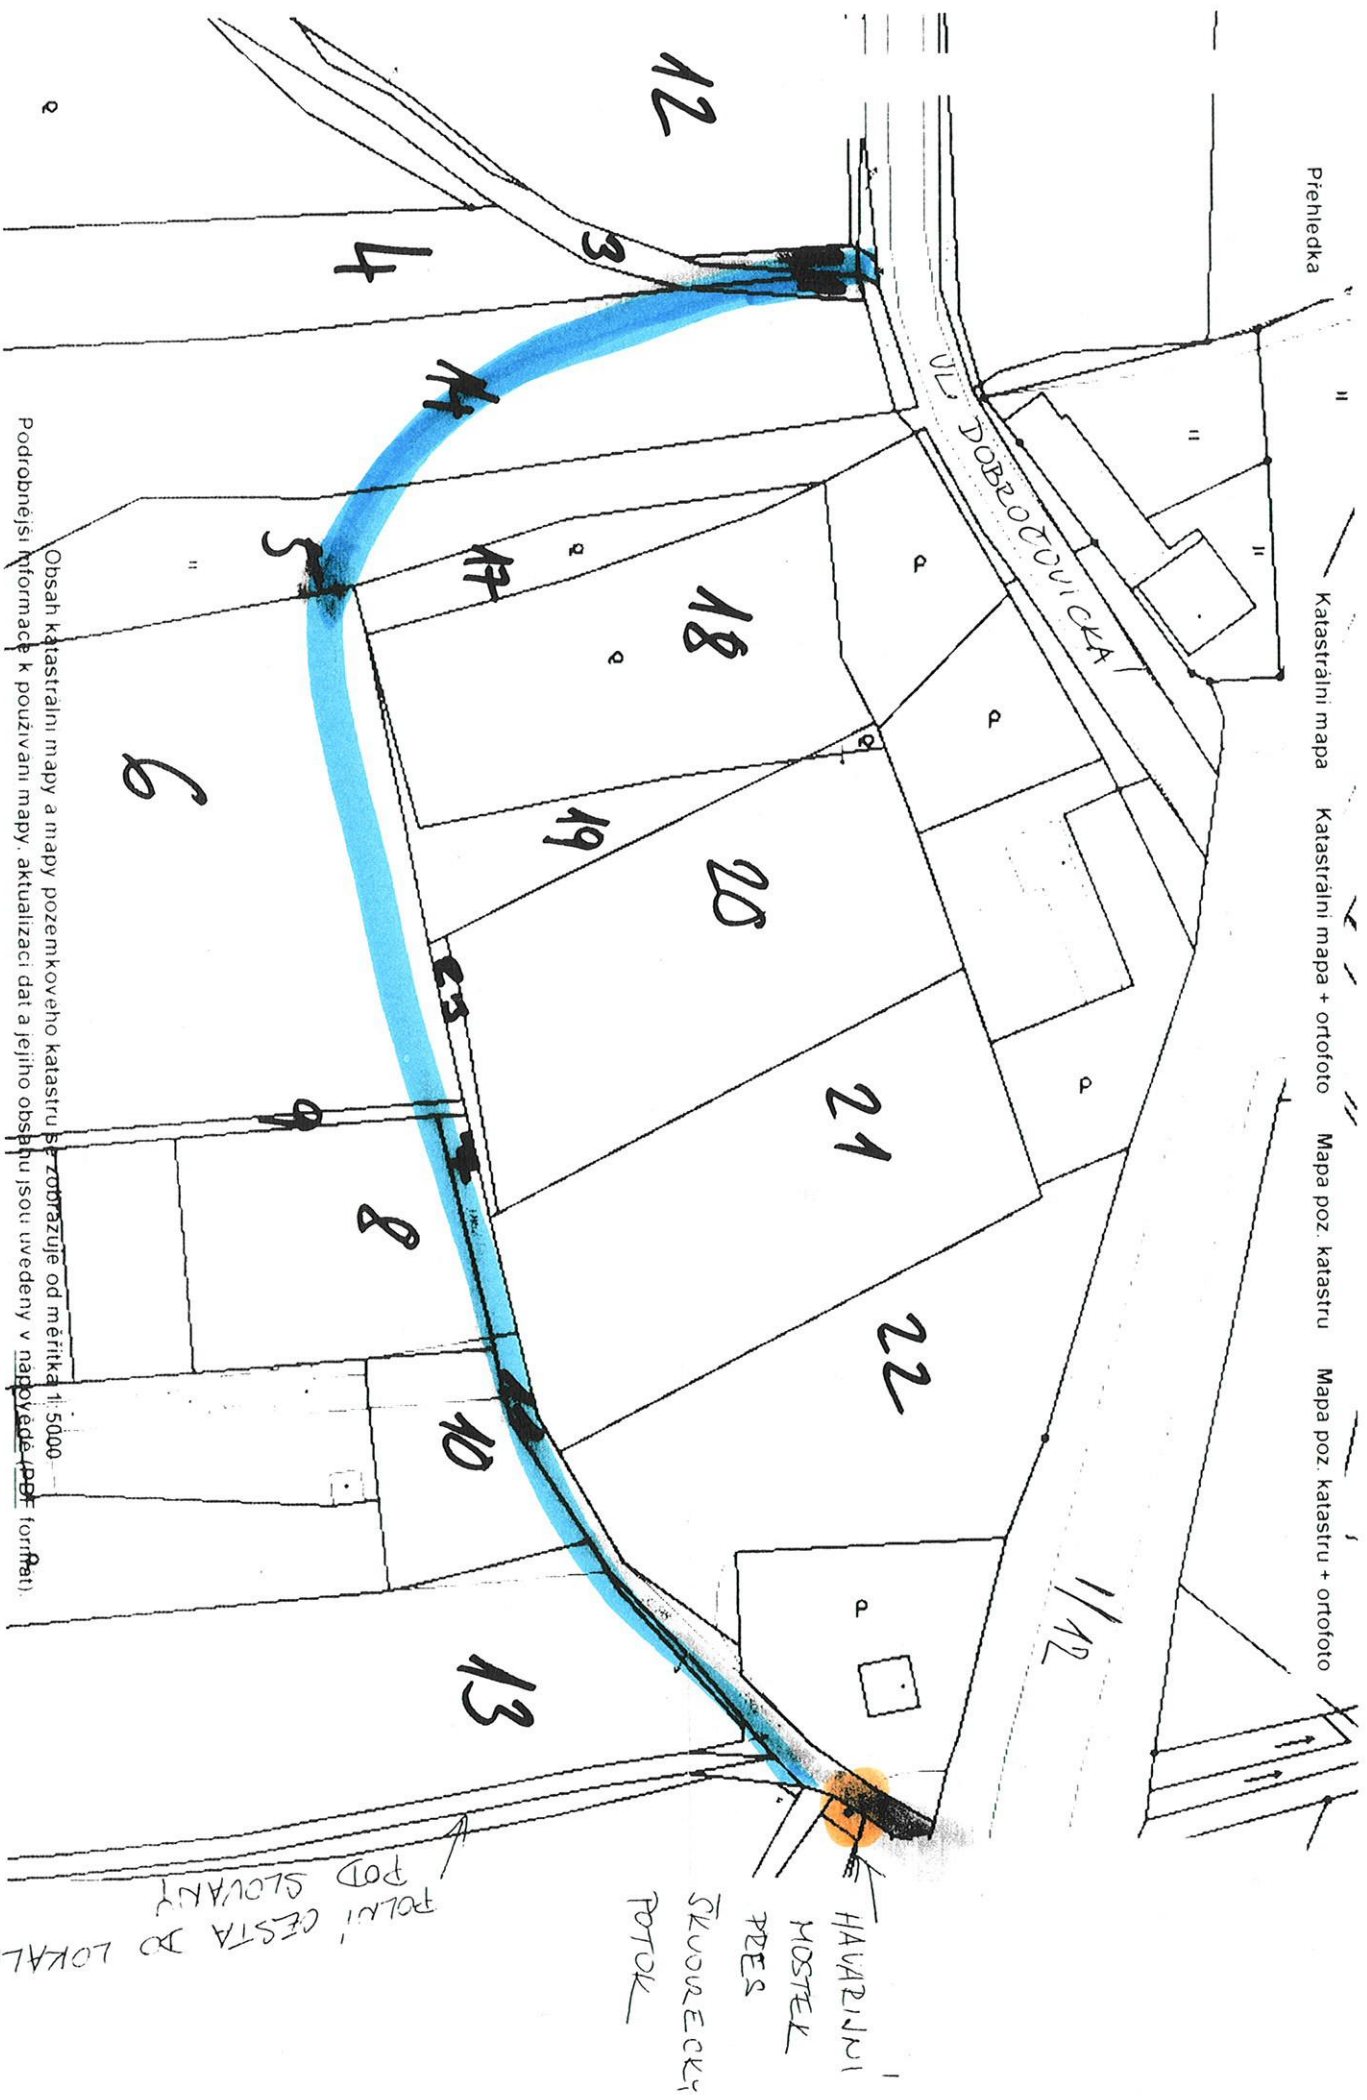 Přehledka
Katastrální mapa
Katastrální mapa + ortofoto
Mapa poz. katastru
Mapa poz. katastru + ortofoto
UL. DOBROČOVICKÁ
I/12
12
3
4
14
5
17
18
6
19
20
23
21
9
8
22
10
13
HAVARIJNÍ
MOSTEK
PŘES
ŠKVORECKÝ
POTOK
POLNÍ CESTA DO LOKAL
POD SLOVANY
Obsah katastrální mapy a mapy pozemkového katastru se zobrazuje od měřítka 1:5000
Podrobnější informace k používání mapy, aktualizaci dat a jejího obsahu jsou uvedeny v nápovědě (PDF formát).